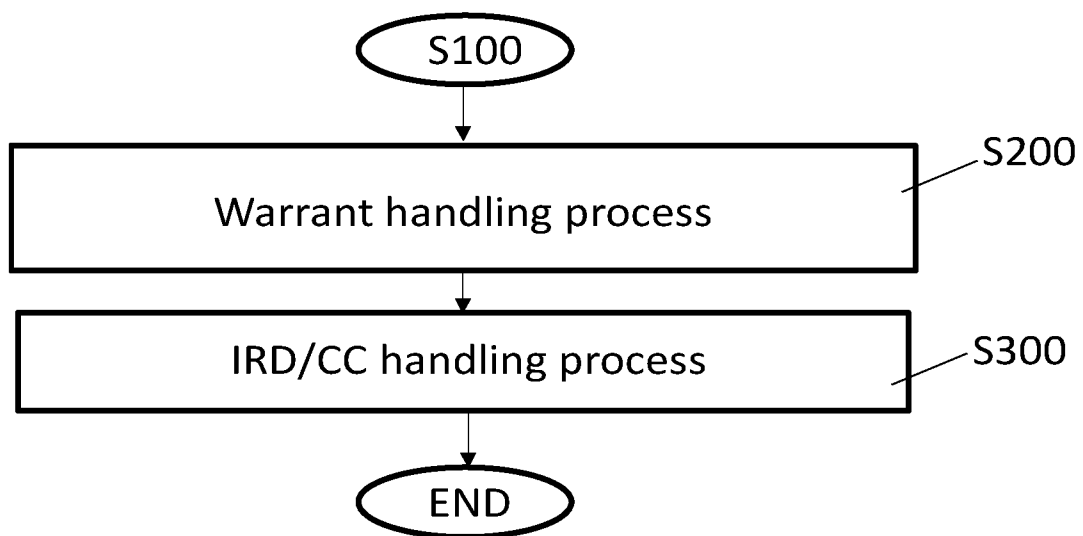 S100
S200
Warrant handling process
S300
IRD/CC handling process
END